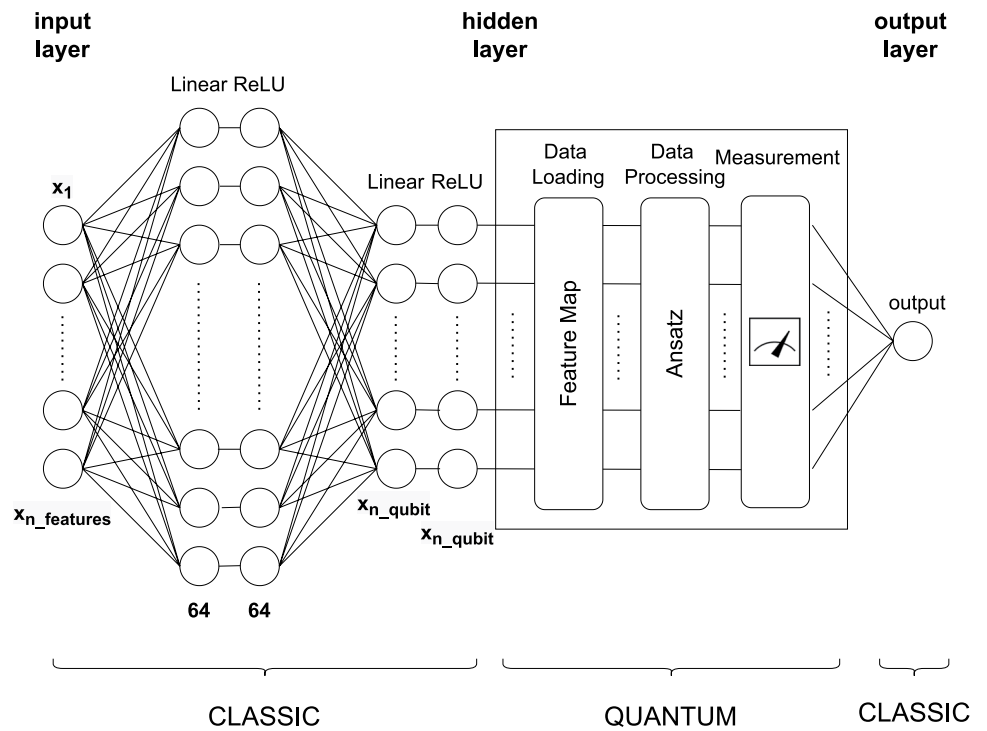 input
layer
hidden
layer
output
layer
Linear ReLU
Data
Loading
Data
Processing
Measurement
x1
Linear ReLU
Feature Map
Ansatz
output
xn_features
xn_qubit
xn_qubit
64
64
CLASSIC
QUANTUM
CLASSIC